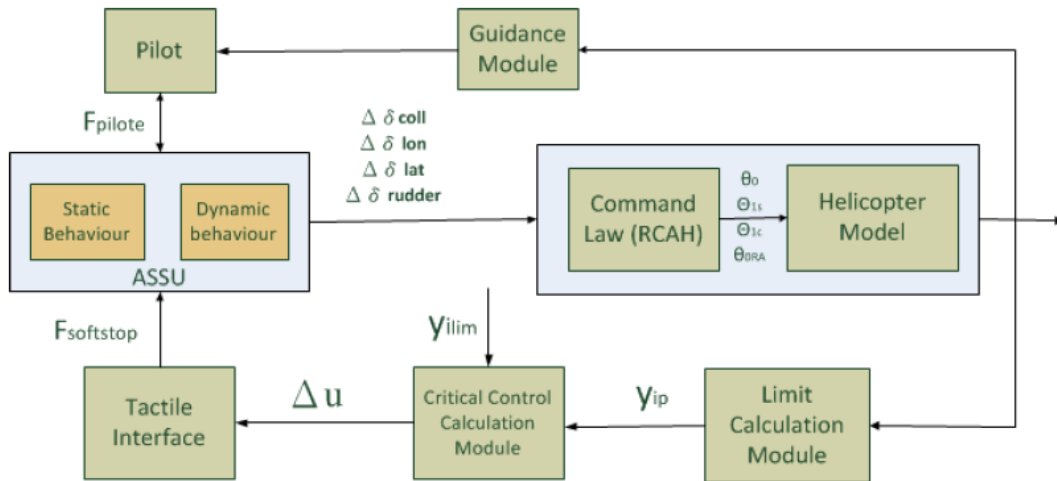 Pilot
Guidance
Module
Fpilote
Δ δ coll
Δ δ lon
Δ δ lat
Δ δ rudder
Static
Behaviour
Dynamic
behaviour
ASSU
Command
Law (RCAH)
θ0
Θ1s
Θ1c
θ0RA
Helicopter
Model
Fsoftstop
yilim
Tactile
Interface
Δ u
Critical Control
Calculation
Module
yip
Limit
Calculation
Module